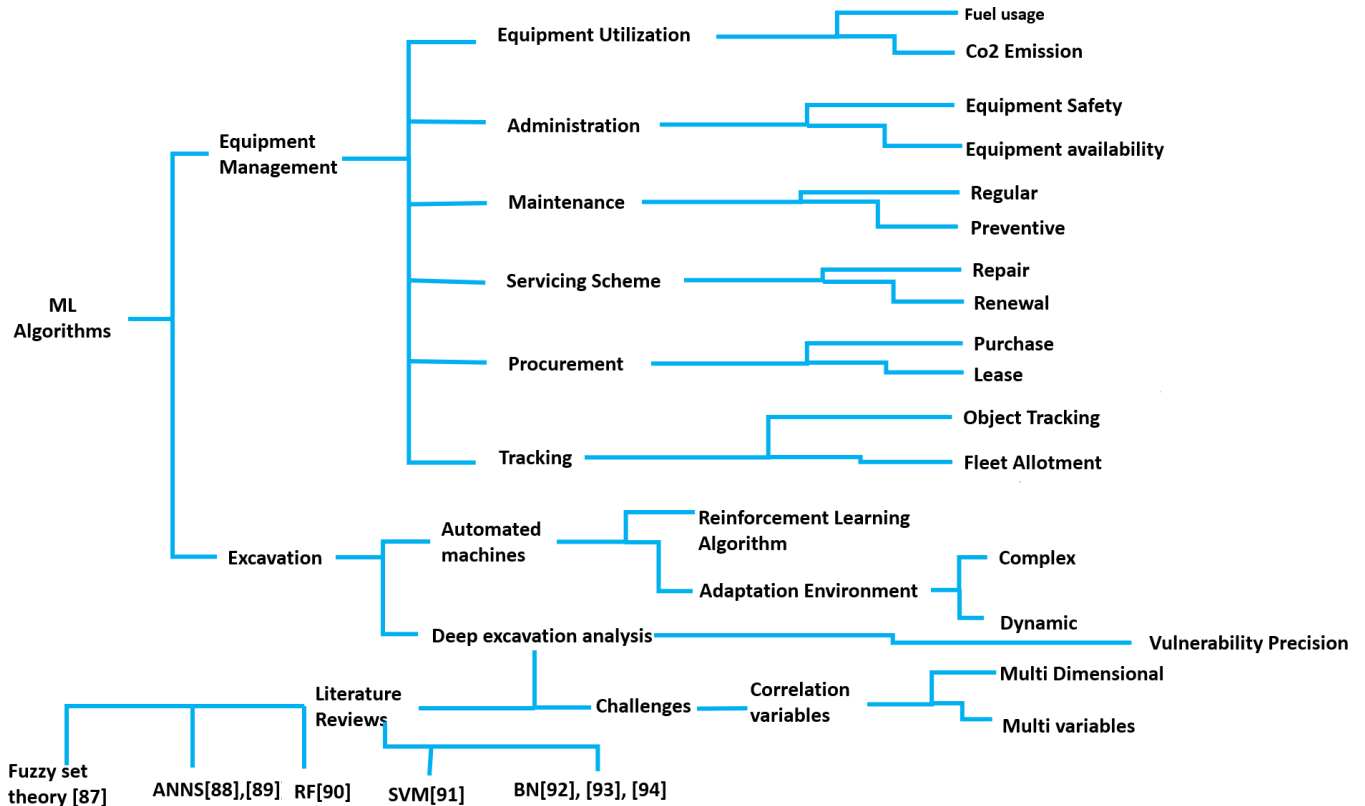 Equipment Utilization
Fuel usage
Co2 Emission
Equipment
Management
Administration
Equipment Safety
Equipment availability
Maintenance
Regular
Preventive
ML
Algorithms
Servicing Scheme
Repair
Renewal
Procurement
Purchase
Lease
Tracking
Object Tracking
Fleet Allotment
Excavation
Automated
machines
Reinforcement Learning
Algorithm
Adaptation Environment
Complex
Dynamic
Deep excavation analysis
Vulnerability Precision
Literature
Reviews
Challenges
Correlation
variables
Multi Dimensional
Multi variables
Fuzzy set
theory [87]
ANNS[88],[89]
RF[90]
SVM[91]
BN[92], [93], [94]